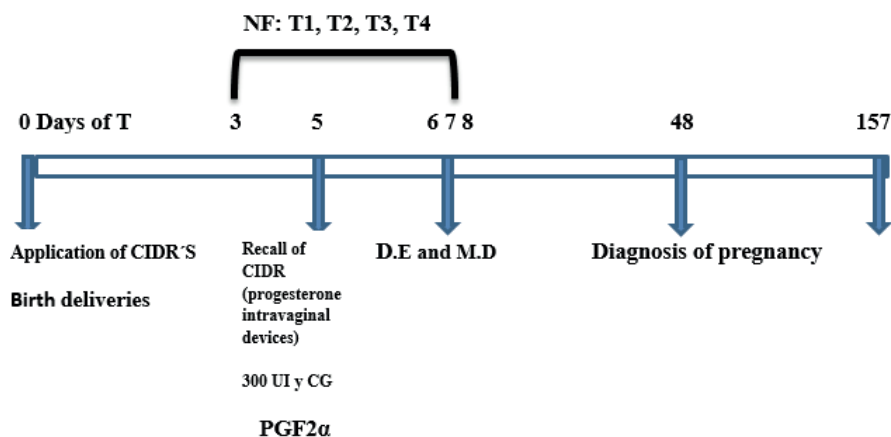 NF: T1, T2, T3, T4
0 Days of T 3 5 6 7 8 48 157
Application of CIDR´S
Birth deliveries
Recall of
CIDR
(progesterone
intravaginal
devices)
300 UI y CG
PGF2α
D.E and M.D
Diagnosis of pregnancy